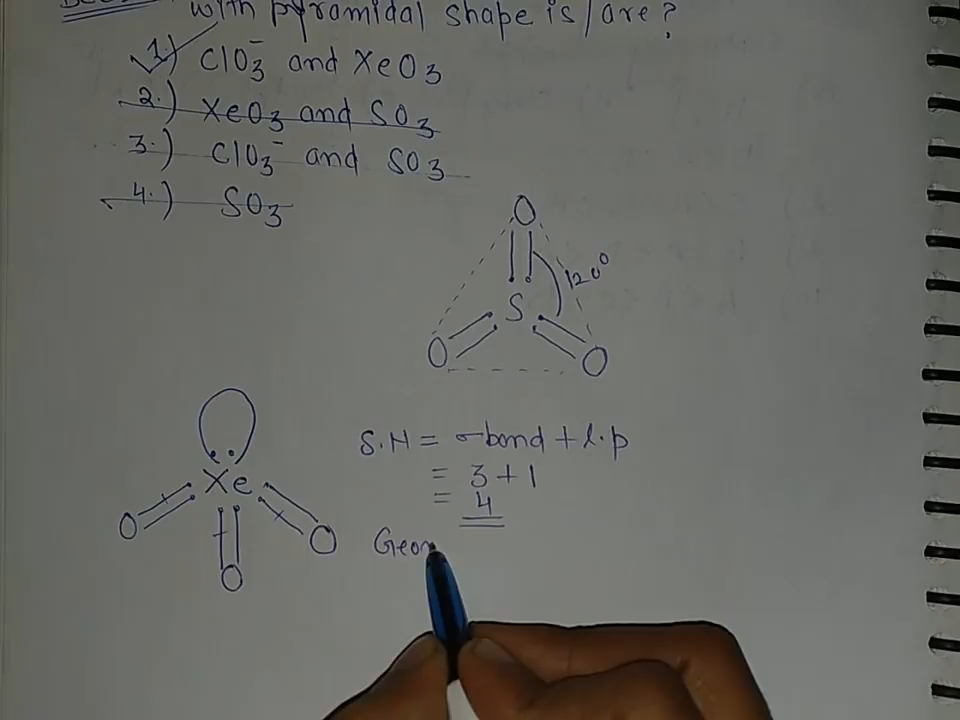 with pyramidal shape is/are?
1.) ClO3⁻ and XeO3
2.) XeO3 and SO3
3.) ClO3⁻ and SO3
4.) SO3
O
120°
S
O O
Xe
O O
O
S.N = σ bond + l.p
= 3 + 1
= 4
Geom